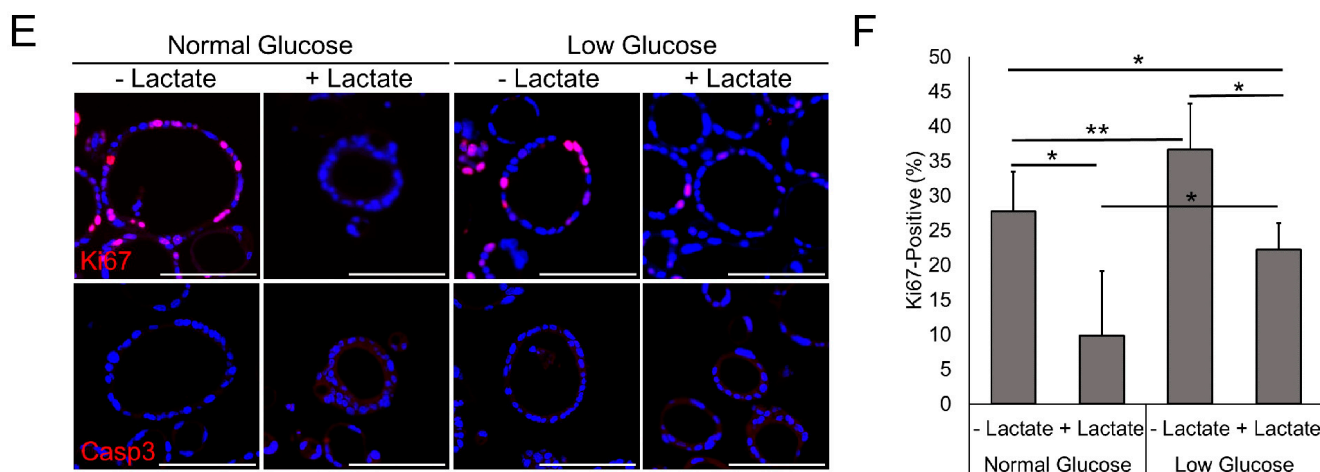 E
Normal Glucose Low Glucose
- Lactate + Lactate - Lactate + Lactate
Ki67
Casp3
F
Ki67-Positive (%)
50
45
40
35
30
25
20
15
10
5
0
*
*
**
*
*
- Lactate + Lactate - Lactate + Lactate
Normal Glucose Low Glucose